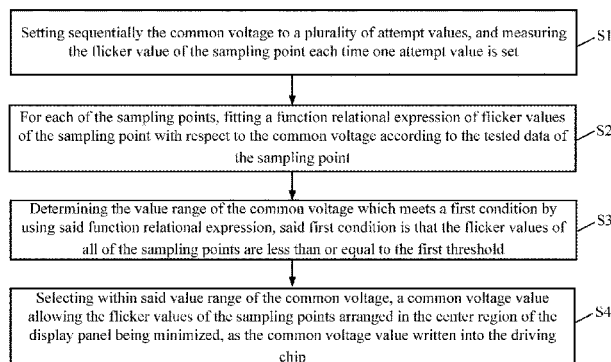 Setting sequentially the common voltage to a plurality of attempt values, and measuring
the flicker value of the sampling point each time one attempt value is set
S1
For each of the sampling points, fitting a function relational expression of flicker values
of the sampling point with respect to the common voltage according to the tested data of
the sampling point
S2
Determining the value range of the common voltage which meets a first condition by
using said function relational expression, said first condition is that the flicker values of
all of the sampling points are less than or equal to the first threshold
S3
Selecting within said value range of the common voltage, a common voltage value
allowing the flicker values of the sampling points arranged in the center region of the
display panel being minimized, as the common voltage value written into the driving
chip
S4